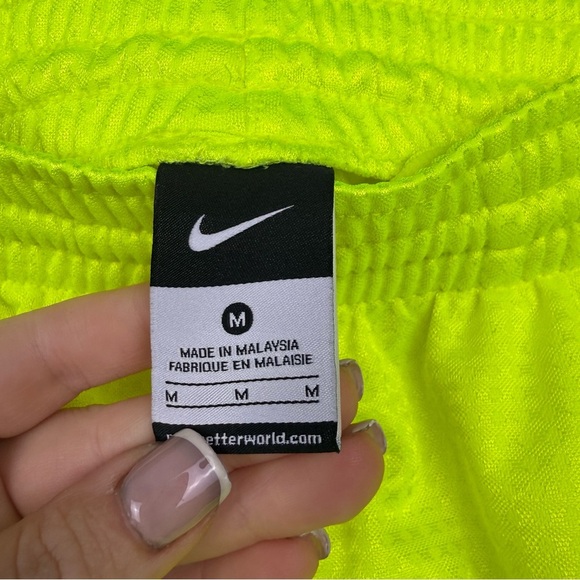 M
MADE IN MALAYSIA
FABRIQUE EN MALAISIE
M M M
etterworld.com